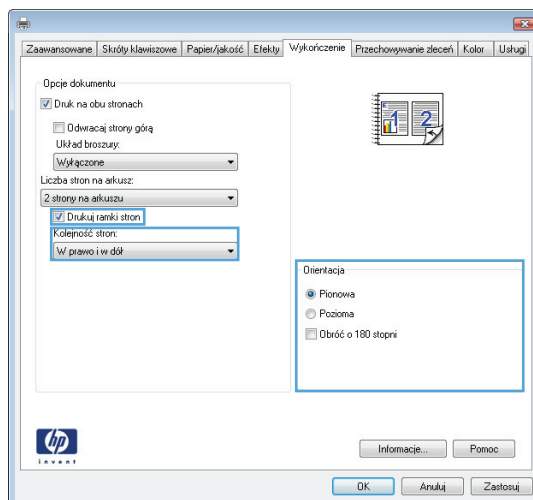 Zaawansowane Skróty klawiszowe Papier/jakość Efekty Wykończenie Przechowywanie zleceń Kolor Usługi
Opcje dokumentu
Druk na obu stronach
Odwracaj strony górą
Układ broszury:
Wyłączone
Liczba stron na arkusz:
2 strony na arkuszu
Drukuj ramki stron
Kolejność stron:
W prawo i w dół
1 2
Orientacja
Pionowa
Pozioma
Obróć o 180 stopni
hp
invent
Informacje... Pomoc
OK Anuluj Zastosuj